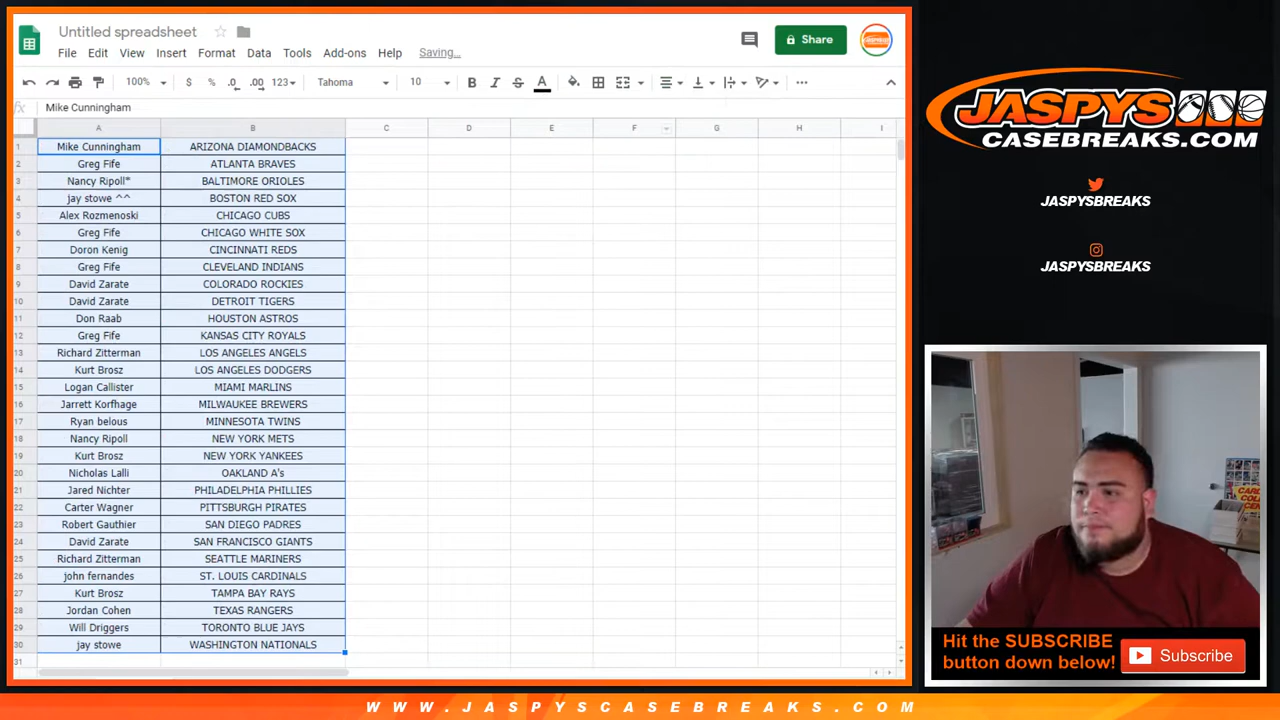 Untitled spreadsheet
File Edit View Insert Format Data Tools Add-ons Help Saving...
Share
100% $ % .0 .00 123 Tahoma 10 B I S A
fx Mike Cunningham
A B C D E F G H I
1 Mike Cunningham ARIZONA DIAMONDBACKS
2 Greg Fife ATLANTA BRAVES
3 Nancy Ripoll* BALTIMORE ORIOLES
4 jay stowe ^^ BOSTON RED SOX
5 Alex Rozmenoski CHICAGO CUBS
6 Greg Fife CHICAGO WHITE SOX
7 Doron Kenig CINCINNATI REDS
8 Greg Fife CLEVELAND INDIANS
9 David Zarate COLORADO ROCKIES
10 David Zarate DETROIT TIGERS
11 Don Raab HOUSTON ASTROS
12 Greg Fife KANSAS CITY ROYALS
13 Richard Zitterman LOS ANGELES ANGELS
14 Kurt Brosz LOS ANGELES DODGERS
15 Logan Callister MIAMI MARLINS
16 Jarrett Korfhage MILWAUKEE BREWERS
17 Ryan belous MINNESOTA TWINS
18 Nancy Ripoll NEW YORK METS
19 Kurt Brosz NEW YORK YANKEES
20 Nicholas Lalli OAKLAND A's
21 Jared Nichter PHILADELPHIA PHILLIES
22 Carter Wagner PITTSBURGH PIRATES
23 Robert Gauthier SAN DIEGO PADRES
24 David Zarate SAN FRANCISCO GIANTS
25 Richard Zitterman SEATTLE MARINERS
26 john fernandes ST. LOUIS CARDINALS
27 Kurt Brosz TAMPA BAY RAYS
28 Jordan Cohen TEXAS RANGERS
29 Will Driggers TORONTO BLUE JAYS
30 jay stowe WASHINGTON NATIONALS
31
JASPYS
CASEBREAKS.COM
JASPYSBREAKS
JASPYSBREAKS
Hit the SUBSCRIBE
button down below!
Subscribe
WWW.JASPYSCASEBREAKS.COM